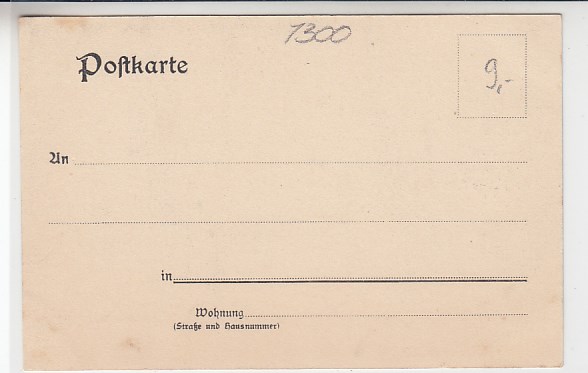 1300
Postkarte
9,-
An
in
Wohnung
(Straße und Hausnummer)